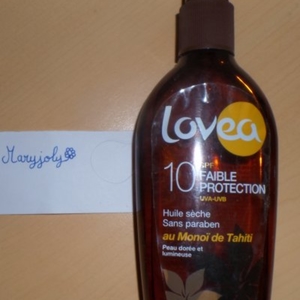 Maryjoly
Lovea
10 SPF
FAIBLE
PROTECTION
UVA-UVB
Huile sèche
Sans paraben
au Monoï de Tahiti
Peau dorée et
lumineuse